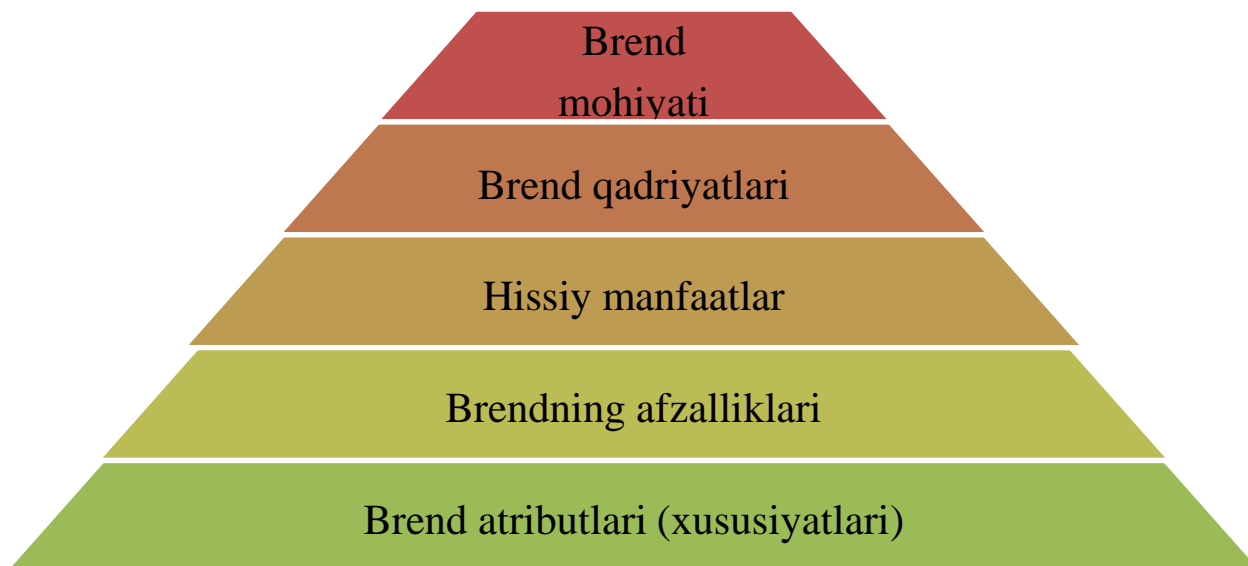 Brend
mohiyati
Brend qadriyatlari
Hissiy manfaatlar
Brendning afzalliklari
Brend atributlari (xususiyatlari)